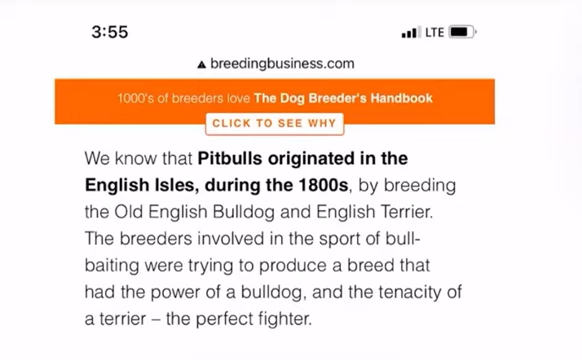 3:55 LTE
breedingbusiness.com
1000's of breeders love The Dog Breeder's Handbook
CLICK TO SEE WHY
We know that Pitbulls originated in the
English Isles, during the 1800s, by breeding
the Old English Bulldog and English Terrier.
The breeders involved in the sport of bull-
baiting were trying to produce a breed that
had the power of a bulldog, and the tenacity of
a terrier – the perfect fighter.